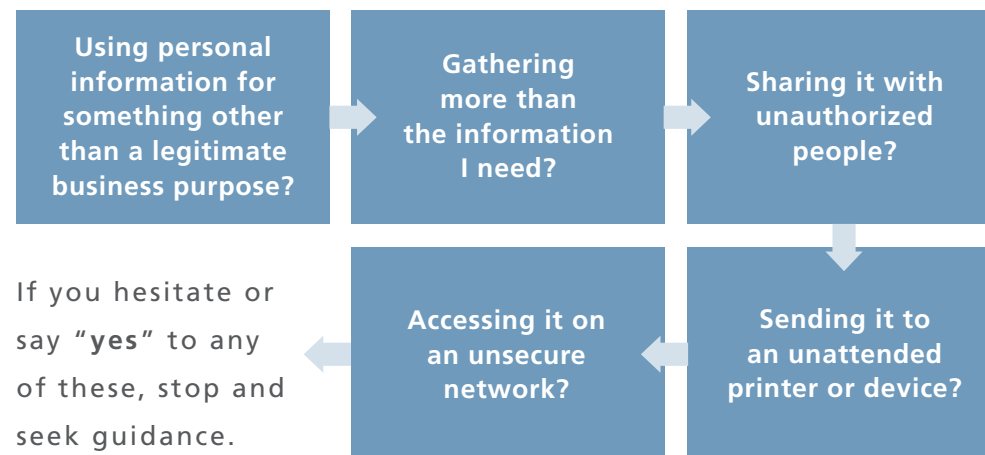 Using personal
information for
something other
than a legitimate
business purpose?
Gathering
more than
the information
I need?
Sharing it with
unauthorized
people?
Sending it to
an unattended
printer or device?
Accessing it on
an unsecure
network?
If you hesitate or
say “yes” to any
of these, stop and
seek guidance.